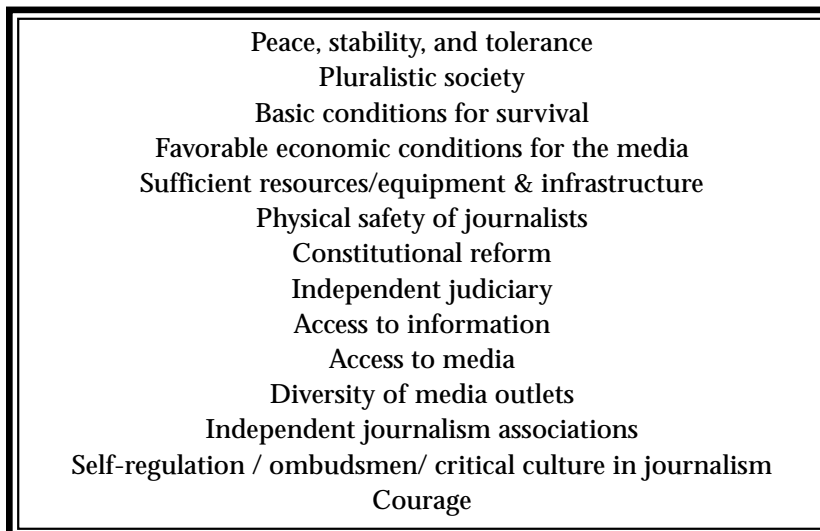 Peace, stability, and tolerance
Pluralistic society
Basic conditions for survival
Favorable economic conditions for the media
Sufficient resources/equipment & infrastructure
Physical safety of journalists
Constitutional reform
Independent judiciary
Access to information
Access to media
Diversity of media outlets
Independent journalism associations
Self-regulation / ombudsmen/ critical culture in journalism
Courage